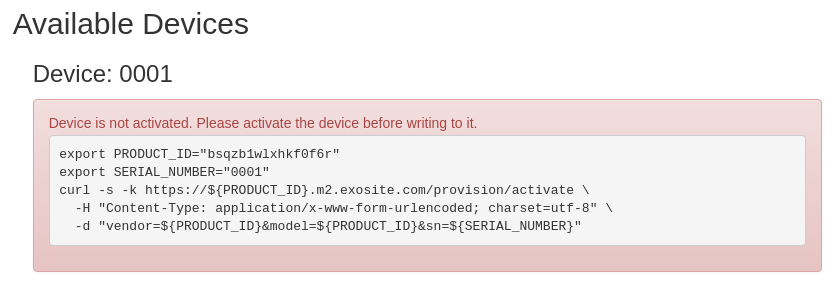 Available Devices
Device: 0001
Device is not activated. Please activate the device before writing to it.
export PRODUCT_ID="bsqzb1wlxhkf0f6r"
export SERIAL_NUMBER="0001"
curl -s -k https://${PRODUCT_ID}.m2.exosite.com/provision/activate \
  -H "Content-Type: application/x-www-form-urlencoded; charset=utf-8" \
  -d "vendor=${PRODUCT_ID}&model=${PRODUCT_ID}&sn=${SERIAL_NUMBER}"